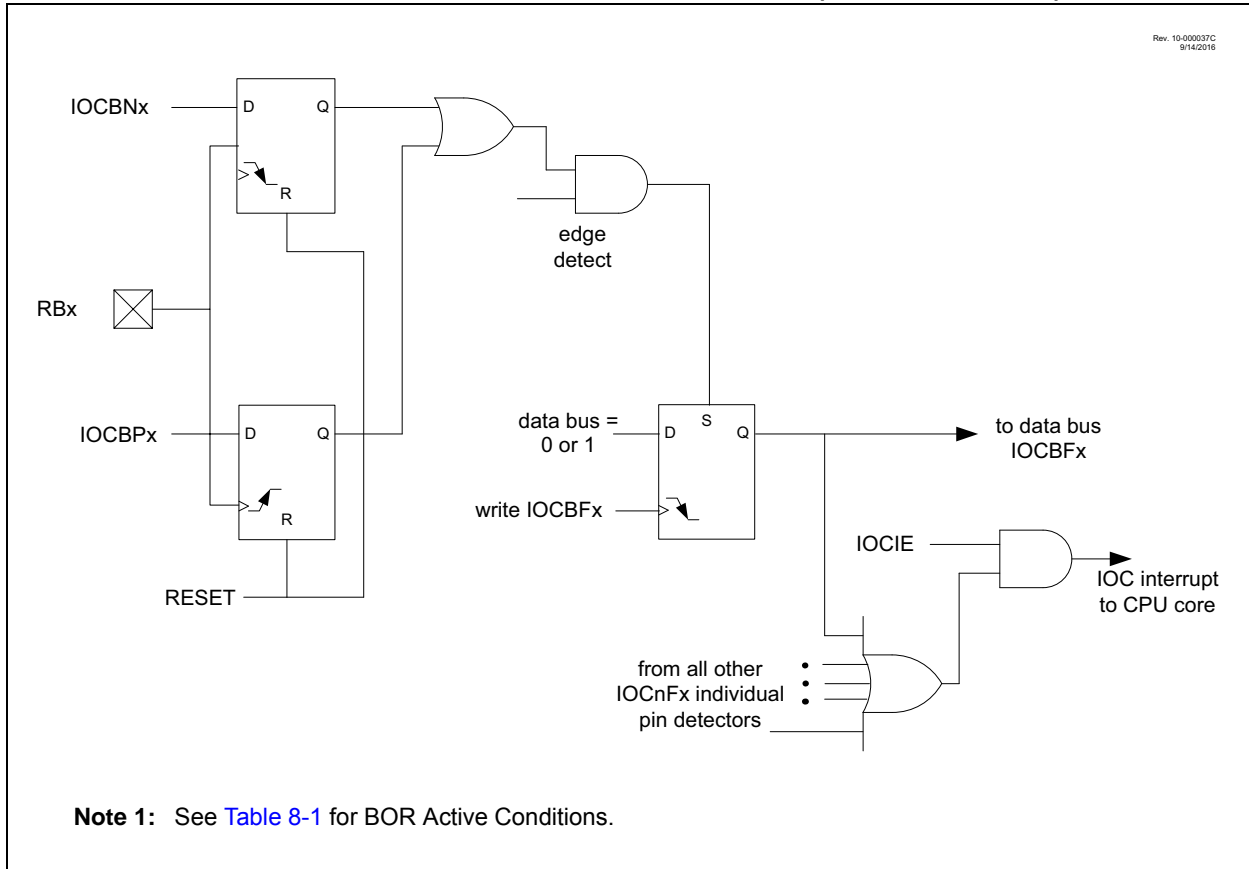 Rev. 10-000037C
9/14/2016
IOCBNx
D
Q
R
edge
detect
RBx
IOCBPx
D
Q
R
RESET
data bus =
0 or 1
D
S
Q
write IOCBFx
to data bus
IOCBFx
IOCIE
IOC interrupt
to CPU core
from all other
IOCnFx individual
pin detectors
Note 1: See Table 8-1 for BOR Active Conditions.